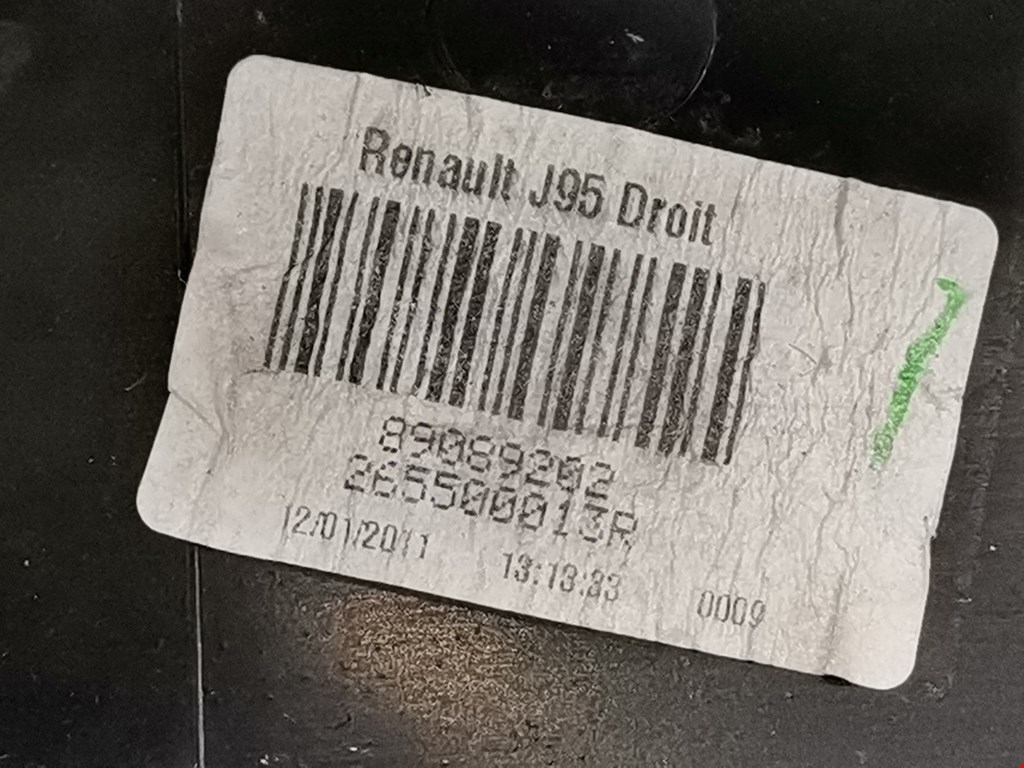 Renault J95 Droit
89089202
265500013R
12/01/2011 13:13:33 0009